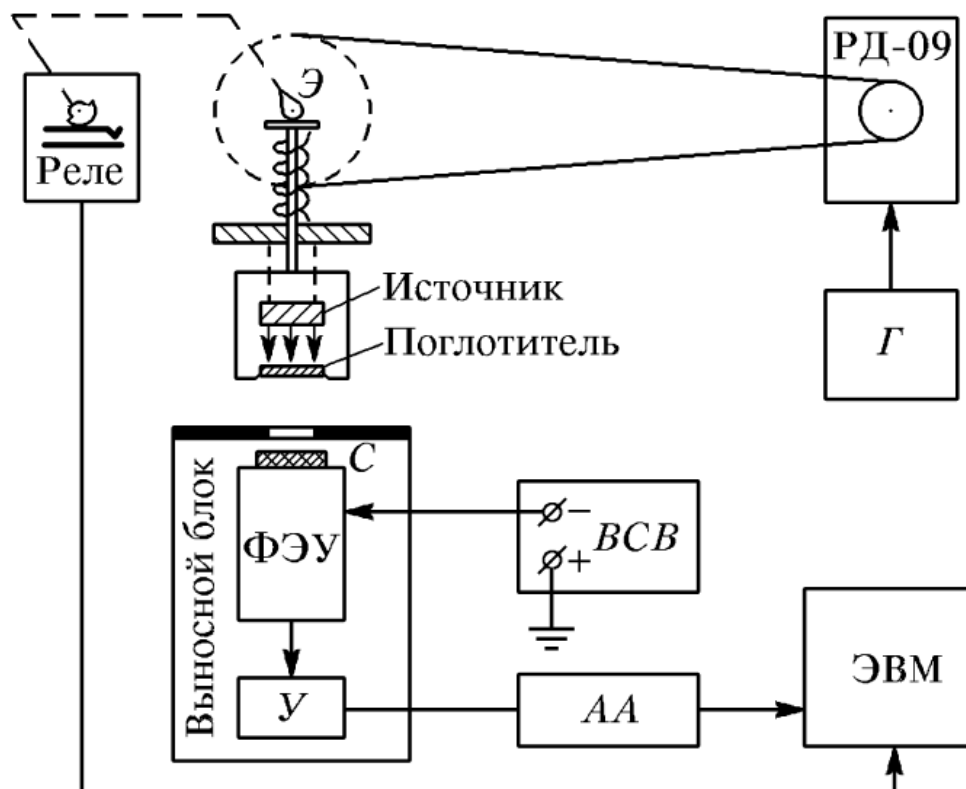 РД-09
Э
Реле
Источник
Поглотитель
Г
Выносной блок
С
ФЭУ
−
+
ВСВ
У
АА
ЭВМ